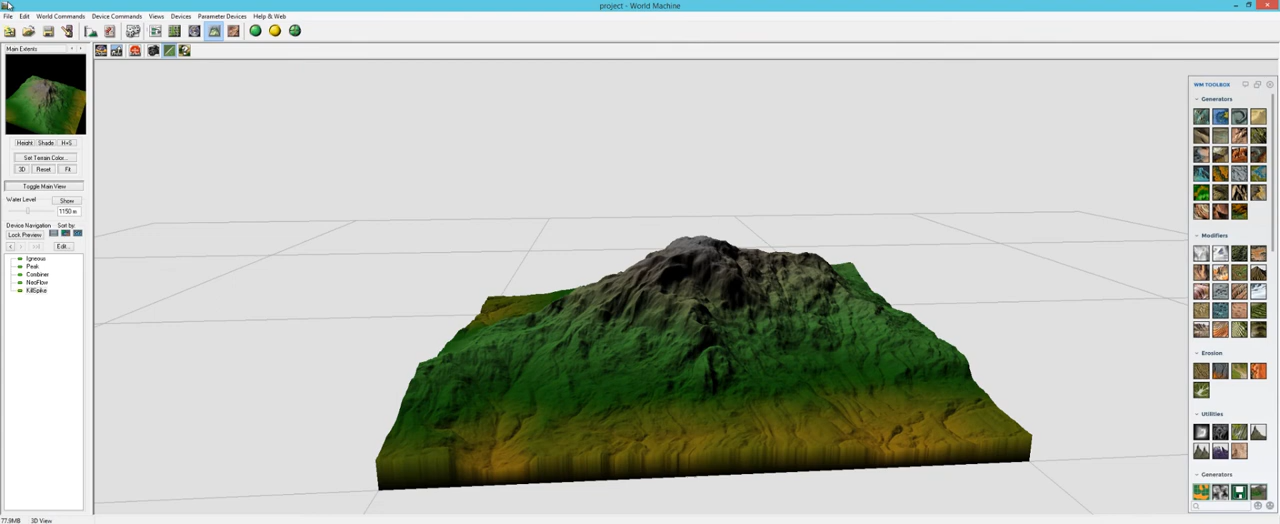 project - World Machine
File Edit World Commands Device Commands Views Devices Parameter Devices Help & Web
Main Extents
Height Shade H+S
Set Terrain Color...
3D Reset Fit
Toggle Main View
Water Level Show
1150 m
Device Navigation Sort by:
Lock Preview
Edit...
Igneous
Peak
Combiner
NeoFlow
KillSpike
WM TOOLBOX
Generators
Modifiers
Erosion
Utilities
Generators
77.9MB 3D View